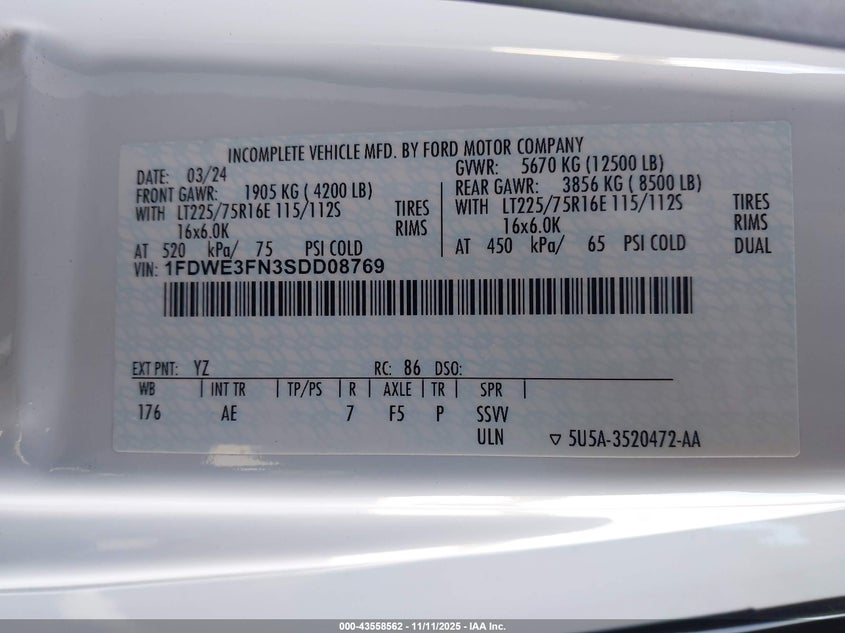 INCOMPLETE VEHICLE MFD. BY FORD MOTOR COMPANY
DATE: 03/24 GVWR: 5670 KG (12500 LB)
FRONT GAWR: 1905 KG ( 4200 LB) REAR GAWR: 3856 KG ( 8500 LB)
WITH LT225/75R16E 115/112S TIRES WITH LT225/75R16E 115/112S TIRES
16x6.0K RIMS 16x6.0K RIMS
AT 520 kPa/ 75 PSI COLD AT 450 kPa/ 65 PSI COLD DUAL
VIN: 1FDWE3FN3SDD08769
EXT PNT: YZ RC: 86 DSO:
WB | INT TR | TP/PS | R | AXLE | TR | SPR |
176 AE 7 F5 P SSVV
ULN ▽ 5U5A-3520472-AA
000-43558562 - 11/11/2025 - IAA Inc.